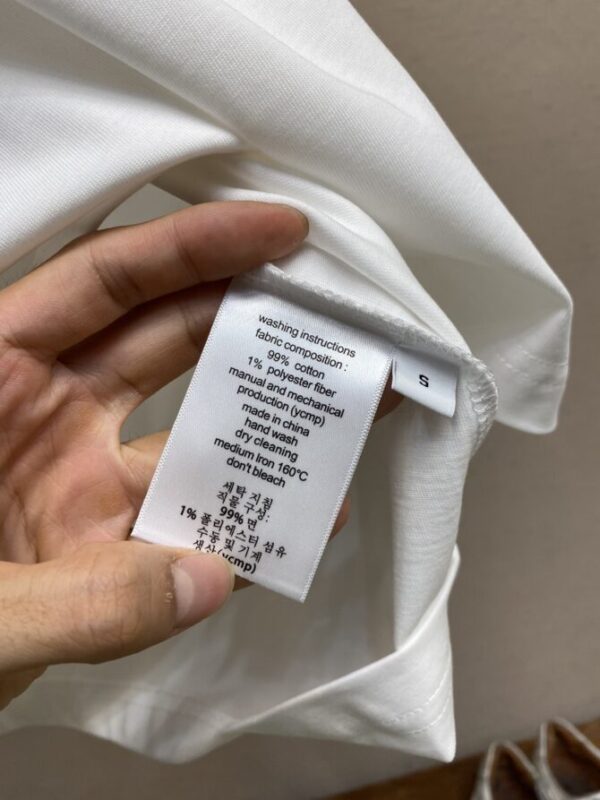 washing instructions
fabric composition :
99% cotton
1% polyester fiber
manual and mechanical
production (ycmp)
made in china
hand wash
dry cleaning
medium Iron 160℃
don't bleach
세탁 지침
직물 구성:
99% 면
1% 폴리에스터 섬유
수동 및 기계
생산(ycmp)
S